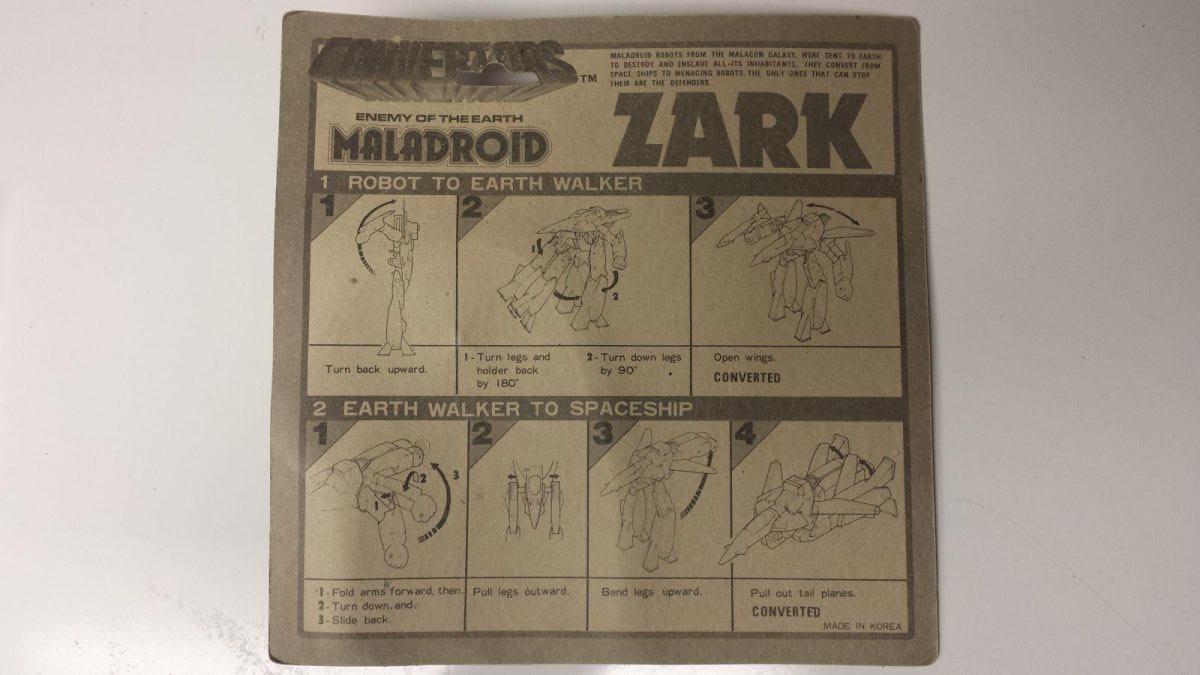 CONVERTORS™
MALADROID ROBOTS FROM THE MALACON GALAXY, WERE SENT TO EARTH
TO DESTROY AND ENSLAVE ALL-ITS INHABITANTS. THEY CONVERT FROM
SPACE SHIPS TO MENACING ROBOTS. THE ONLY ONES THAT CAN STOP
THEM ARE THE DEFENDERS.
ENEMY OF THE EARTH
MALADROID
ZARK
1 ROBOT TO EARTH WALKER
1
Turn back upward.
2
1
2
1-Turn legs and
holder back
by 180°
2-Turn down legs
by 90°
3
Open wings.
CONVERTED
2 EARTH WALKER TO SPACESHIP
1
1
2
3
1-Fold arms forward, then.
2-Turn down, and.
3-Slide back.
2
Pull legs outward.
3
Bend legs upward.
4
Pull out tail planes.
CONVERTED
MADE IN KOREA